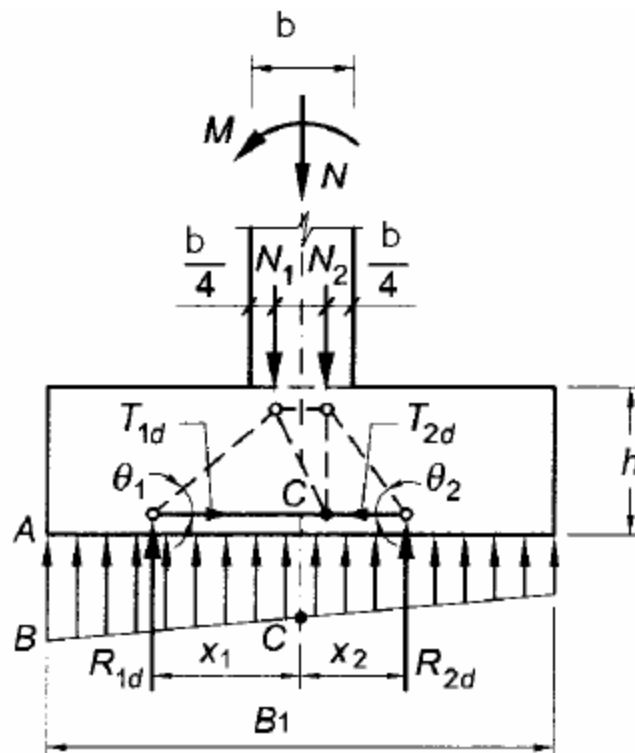 b
M
N
b/4 N₁ N₂ b/4
T₁d T₂d
h
θ₁ C θ₂
A
B C
R₁d x₁ x₂ R₂d
B1